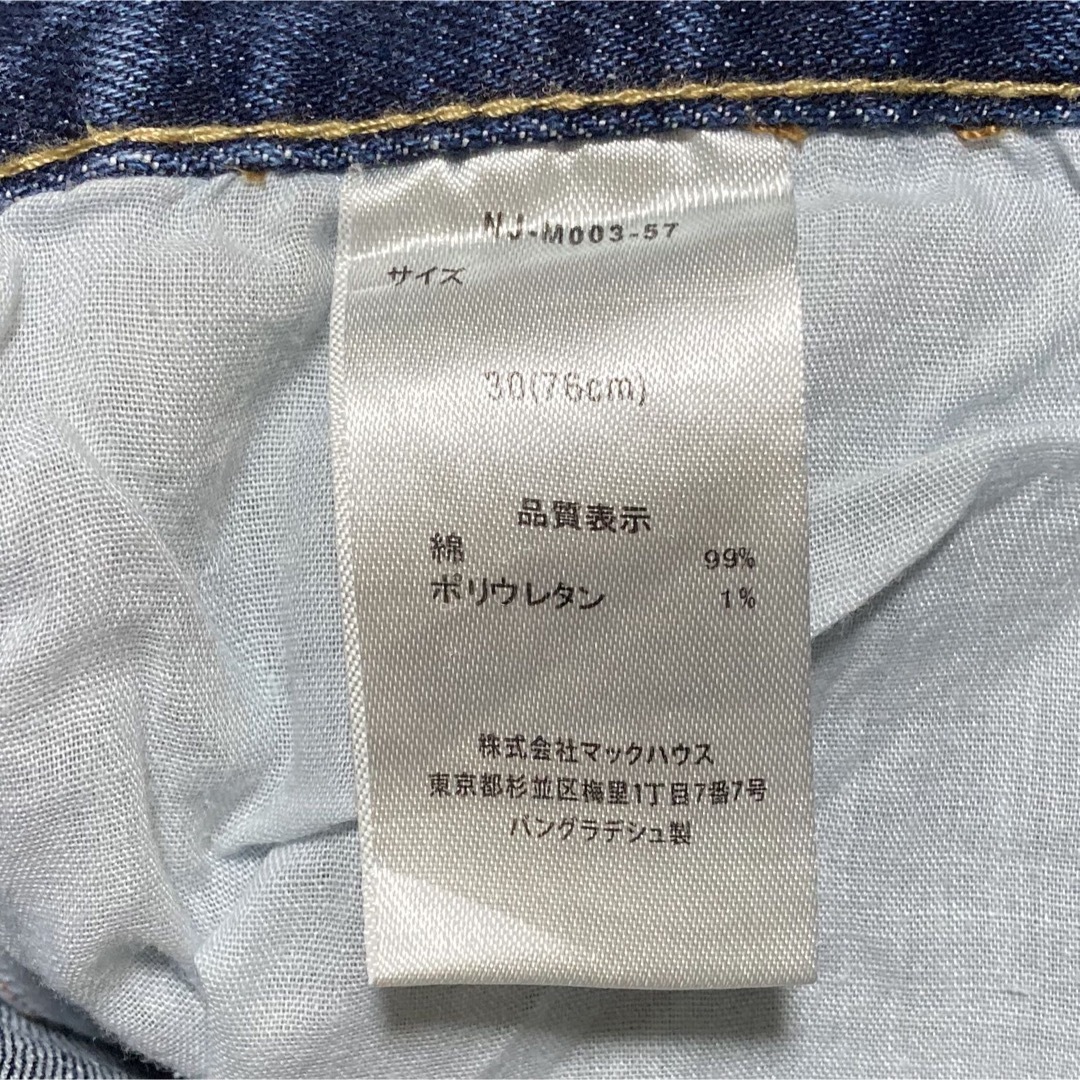 NJ-M003-57
サイズ
30(76cm)
品質表示
綿 99%
ポリウレタン 1%
株式会社マックハウス
東京都杉並区梅里1丁目7番7号
バングラデシュ製